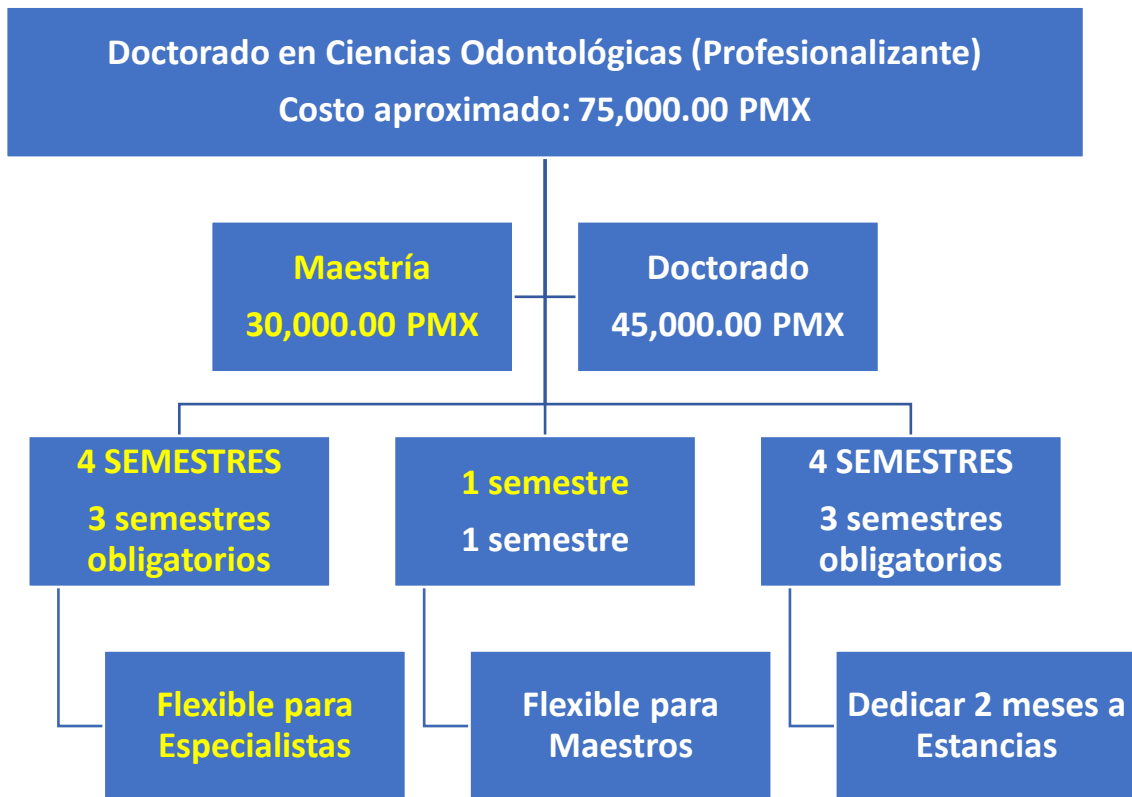 Doctorado en Ciencias Odontológicas (Profesionalizante)
Costo aproximado: 75,000.00 PMX
Maestría
30,000.00 PMX
Doctorado
45,000.00 PMX
4 SEMESTRES
3 semestres
obligatorios
1 semestre
1 semestre
4 SEMESTRES
3 semestres
obligatorios
Flexible para
Especialistas
Flexible para
Maestros
Dedicar 2 meses a
Estancias